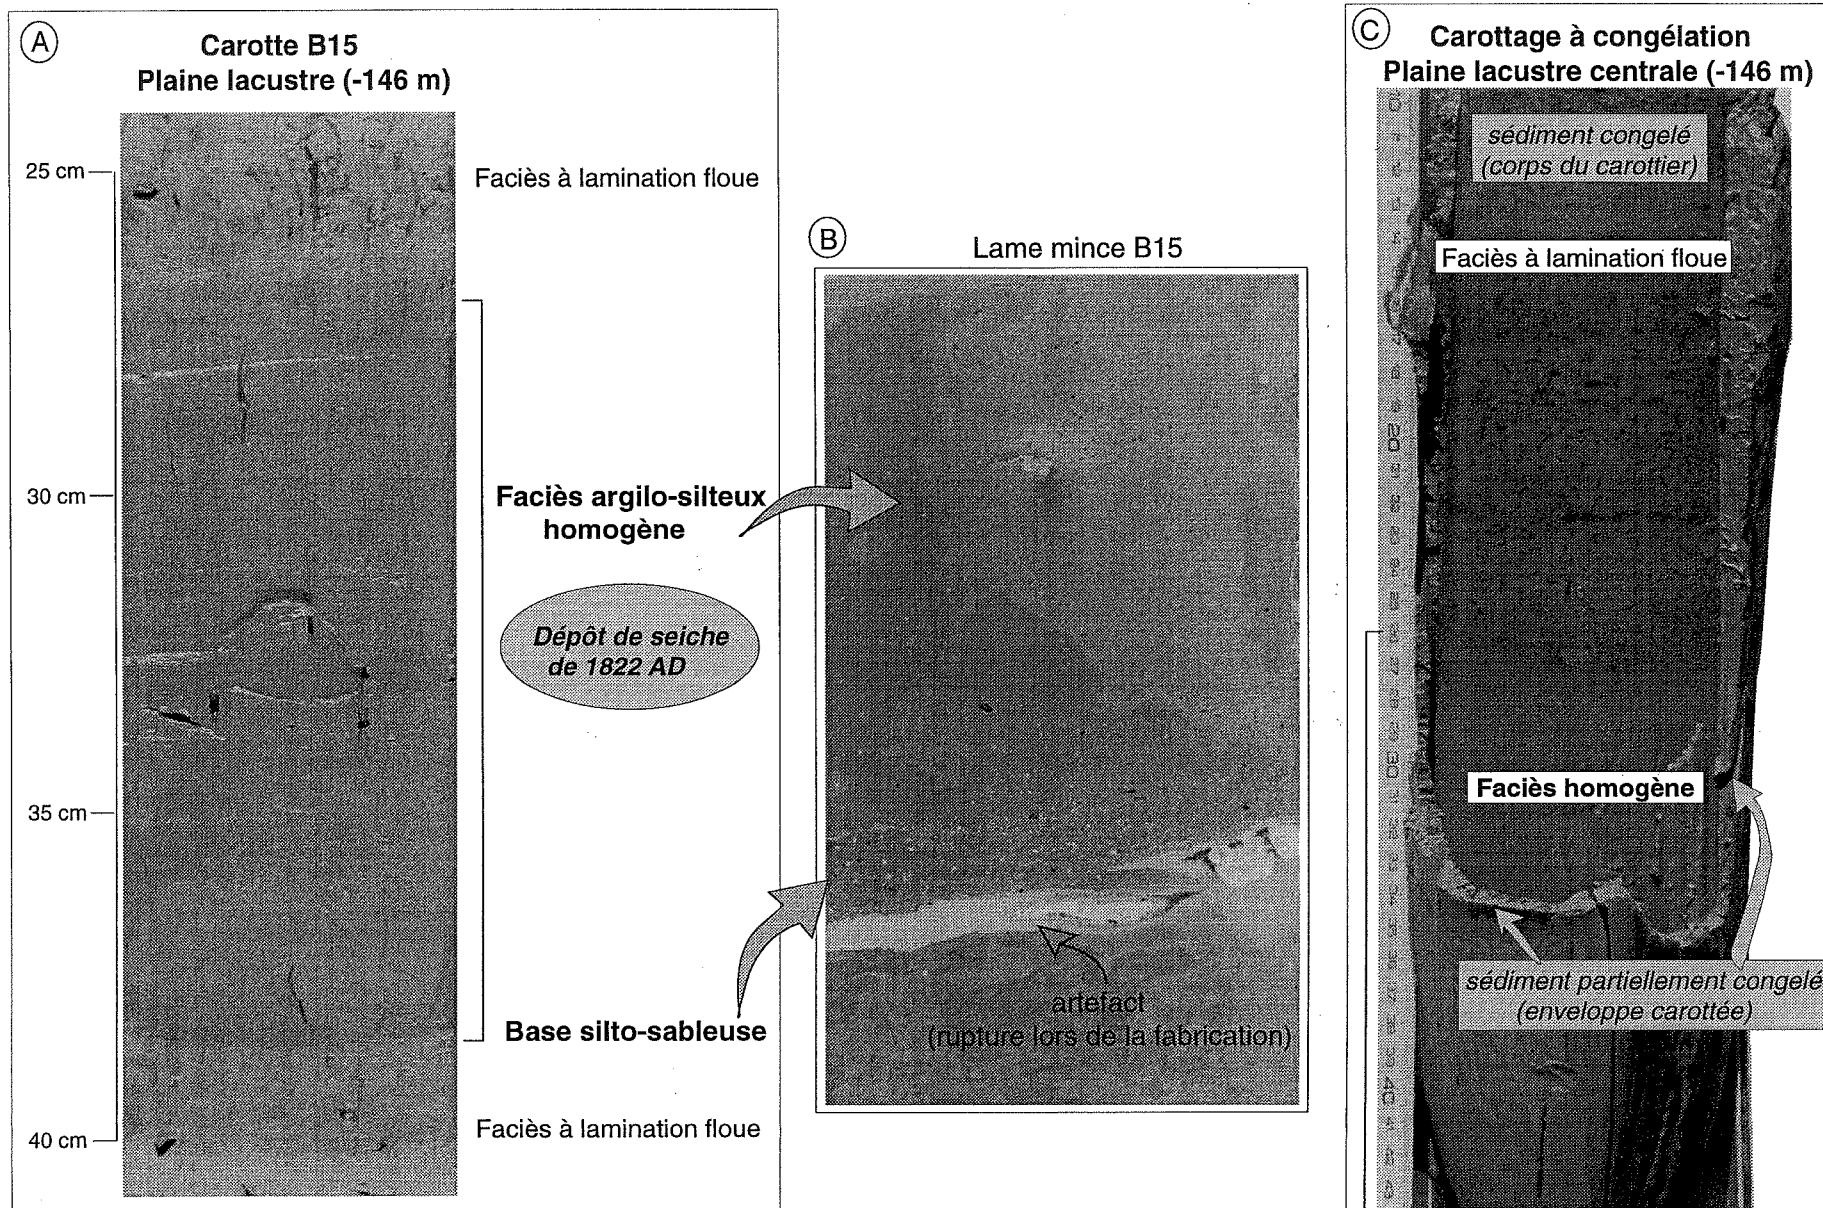 A
Carotte B15
Plaine lacustre (-146 m)
25 cm
30 cm
35 cm
40 cm
Faciès à lamination floue
Faciès argilo-silteux
homogène
Dépôt de seiche
de 1822 AD
Base silto-sableuse
Faciès à lamination floue
B
Lame mince B15
artefact
(rupture lors de la fabrication)
C
Carottage à congélation
Plaine lacustre centrale (-146 m)
sédiment congelé
(corps du carottier)
Faciès à lamination floue
20
30
40
Faciès homogène
sédiment partiellement congelé
(enveloppe carottée)